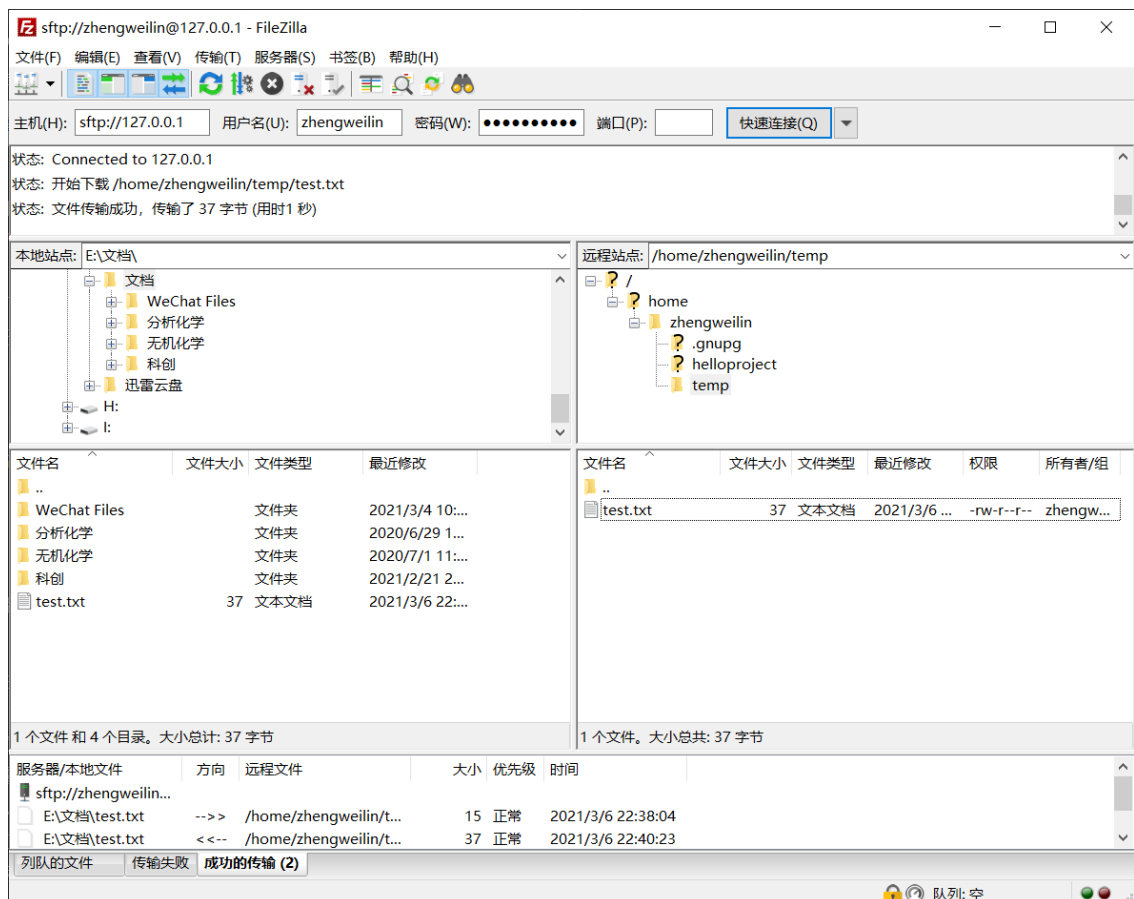 sftp://zhengweilin@127.0.0.1 - FileZilla
文件(F) 编辑(E) 查看(V) 传输(T) 服务器(S) 书签(B) 帮助(H)
主机(H): sftp://127.0.0.1 用户名(U): zhengweilin 密码(W): ●●●●●●●●●● 端口(P): 快速连接(Q)
状态: Connected to 127.0.0.1
状态: 开始下载 /home/zhengweilin/temp/test.txt
状态: 文件传输成功，传输了 37 字节 (用时1 秒)
本地站点: E:\文档\
文档
WeChat Files
分析化学
无机化学
科创
迅雷云盘
H:
I:
远程站点: /home/zhengweilin/temp
/
home
zhengweilin
.gnupg
helloproject
temp
文件名 文件大小 文件类型 最近修改
..
WeChat Files 文件夹 2021/3/4 10:...
分析化学 文件夹 2020/6/29 1...
无机化学 文件夹 2020/7/1 11:...
科创 文件夹 2021/2/21 2...
test.txt 37 文本文档 2021/3/6 22:...
1 个文件 和 4 个目录。大小总计: 37 字节
文件名 文件大小 文件类型 最近修改 权限 所有者/组
..
test.txt 37 文本文档 2021/3/6 ... -rw-r--r-- zhengw...
1 个文件。大小总共: 37 字节
服务器/本地文件 方向 远程文件 大小 优先级 时间
sftp://zhengweilin...
E:\文档\test.txt -->> /home/zhengweilin/t... 15 正常 2021/3/6 22:38:04
E:\文档\test.txt <<-- /home/zhengweilin/t... 37 正常 2021/3/6 22:40:23
列队的文件 传输失败 成功的传输 (2)
队列: 空